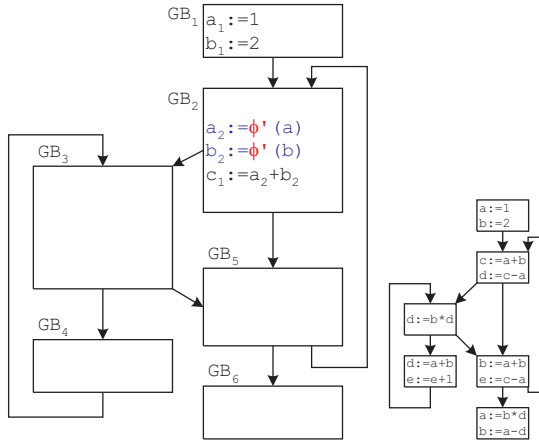 GB₁
a₁:=1
b₁:=2
GB₂
a₂:=ϕ'(a)
b₂:=ϕ'(b)
c₁:=a₂+b₂
GB₃
GB₅
GB₄
GB₆
a:=1
b:=2
c:=a+b
d:=c-a
d:=b*d
d:=a+b
e:=e+1
b:=a+b
e:=c-a
a:=b*d
b:=a-d